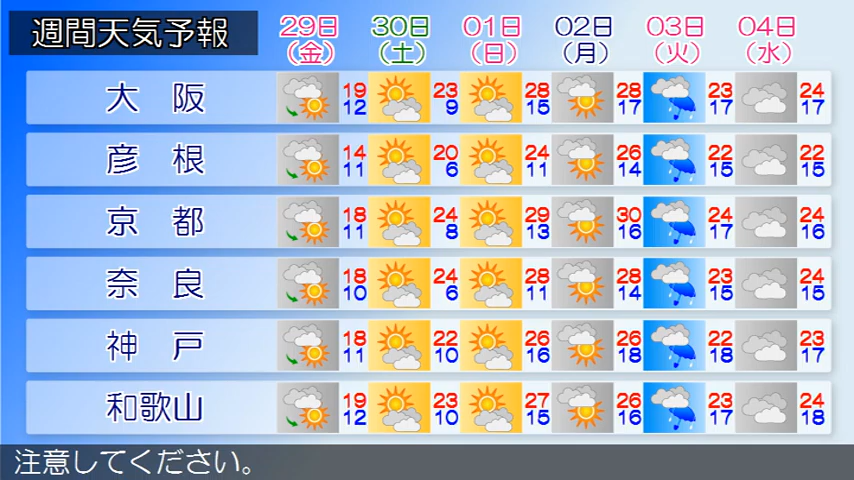 週間天気予報 29日 30日 01日 02日 03日 04日
(金) (土) (日) (月) (火) (水)
大阪 19 23 28 28 23 24
12 9 15 17 17 17
彦根 14 20 24 26 22 22
11 6 11 14 15 15
京都 18 24 29 30 24 24
11 8 13 16 17 16
奈良 18 24 28 28 23 24
10 6 11 14 15 15
神戸 18 22 26 26 22 23
11 10 16 18 18 17
和歌山 19 23 27 26 23 24
12 10 15 16 17 18
注意してください。